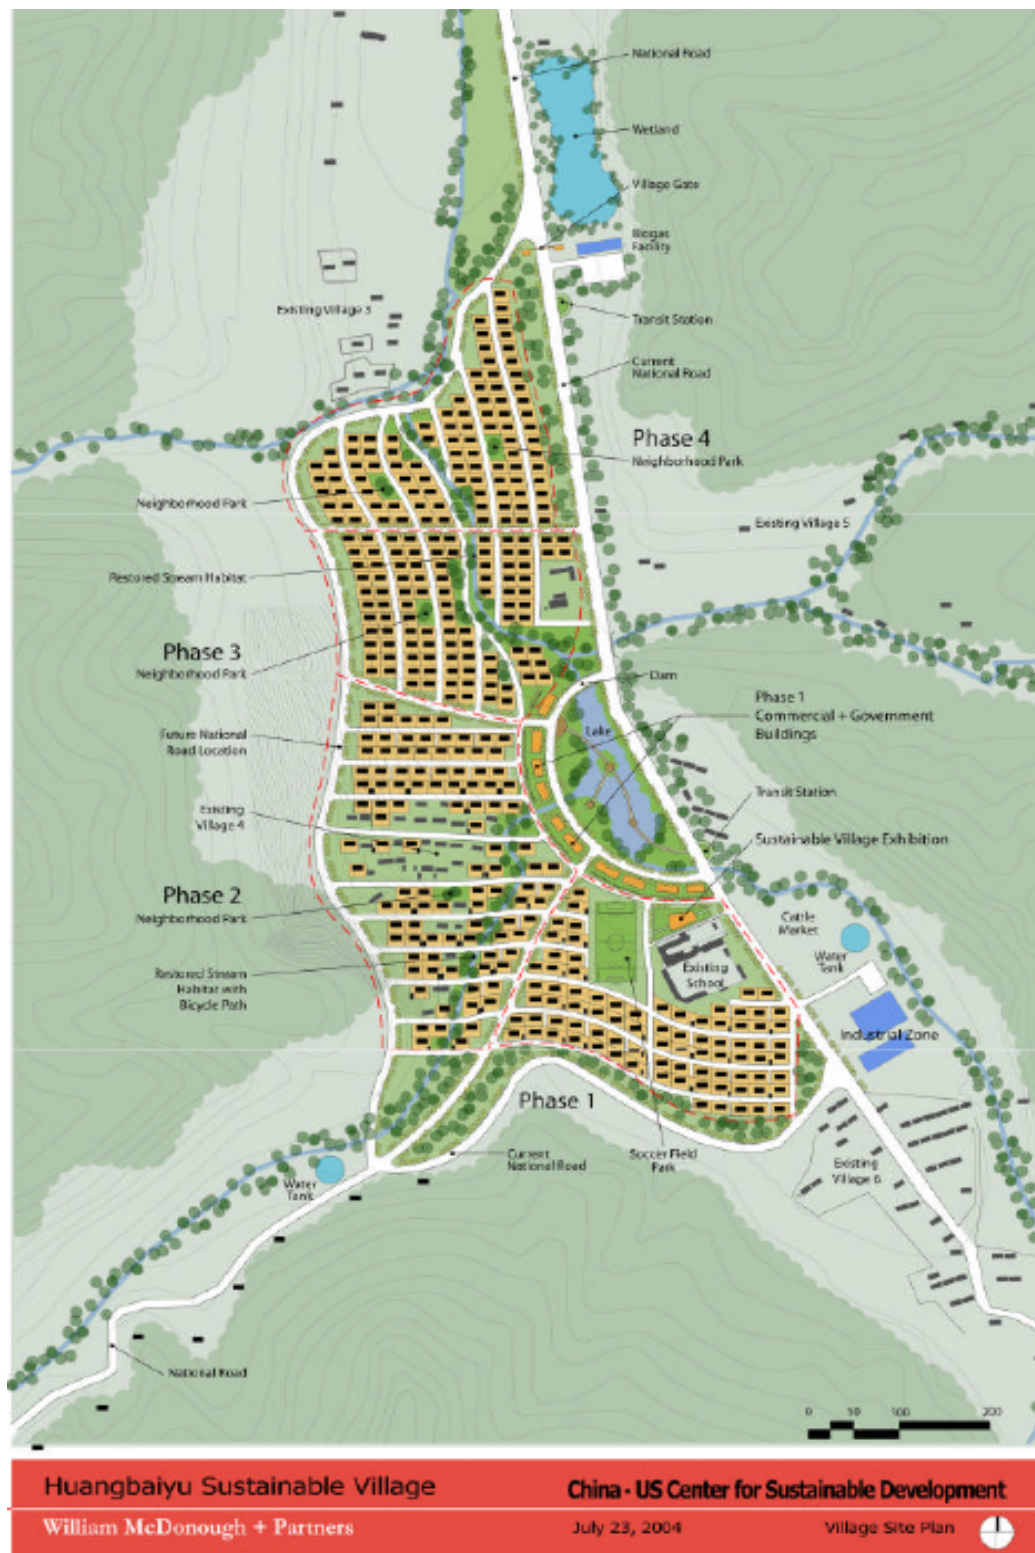 National Road
Wetland
Village Gate
Biogas
Facility
Existing Village 3
Transit Station
Current
National Road
Phase 4
Neighborhood Park
Neighborhood Park
Existing Village 5
Restored Stream Habitat
Phase 3
Neighborhood Park
Dam
Phase 1
Commercial + Government
Buildings
Lake
Future National
Road Location
Transit Station
Existing
Village 4
Sustainable Village Exhibition
Phase 2
Neighborhood Park
Cattle
Market
Water
Tank
Existing
School
Restored Stream
Habitat with
Bicycle Path
Industrial Zone
Phase 1
Current
National Road
Soccer Field
Park
Existing
Village 6
Water
Tank
National Road
0 50 100 200
Huangbaiyu Sustainable Village
China - US Center for Sustainable Development
William McDonough + Partners
July 23, 2004
Village Site Plan